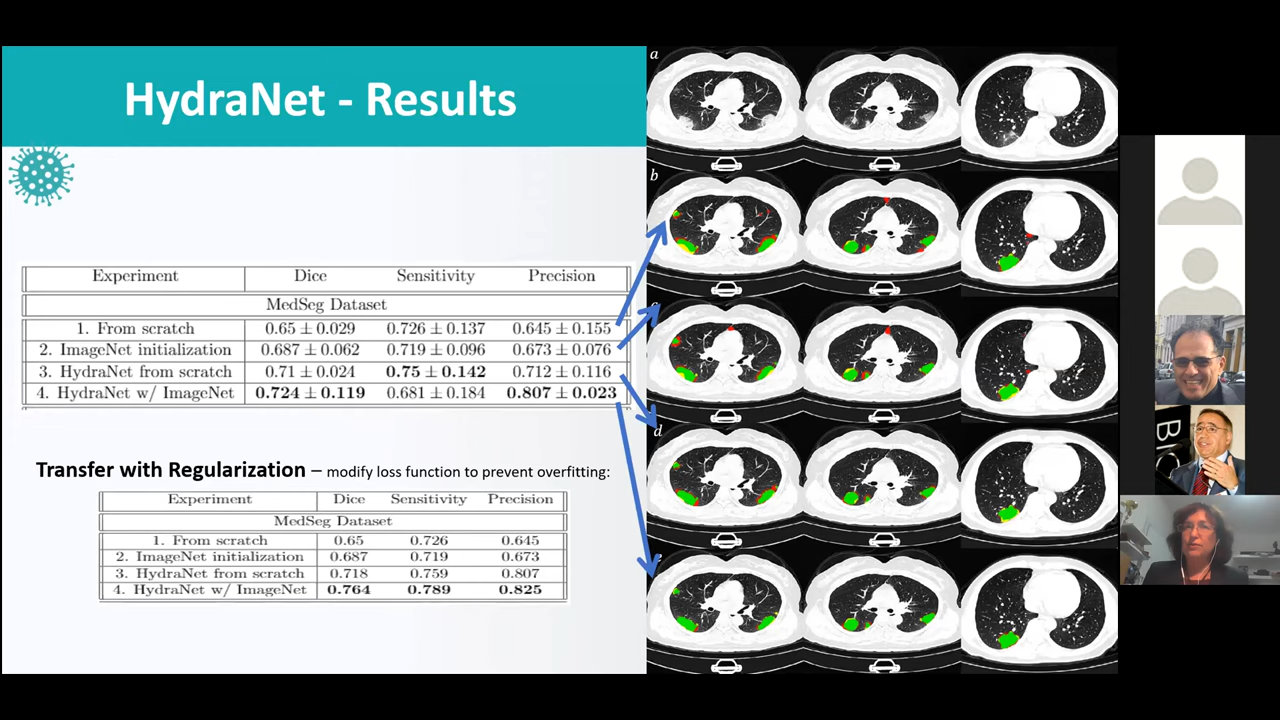 HydraNet - Results
Experiment Dice Sensitivity Precision
MedSeg Dataset
1. From scratch 0.65 ± 0.029 0.726 ± 0.137 0.645 ± 0.155
2. ImageNet initialization 0.687 ± 0.062 0.719 ± 0.096 0.673 ± 0.076
3. HydraNet from scratch 0.71 ± 0.024 0.75 ± 0.142 0.712 ± 0.116
4. HydraNet w/ ImageNet 0.724 ± 0.119 0.681 ± 0.184 0.807 ± 0.023
Transfer with Regularization – modify loss function to prevent overfitting:
Experiment Dice Sensitivity Precision
MedSeg Dataset
1. From scratch 0.65 0.726 0.645
2. ImageNet initialization 0.687 0.719 0.673
3. HydraNet from scratch 0.718 0.759 0.807
4. HydraNet w/ ImageNet 0.764 0.789 0.825
a
b
c
d